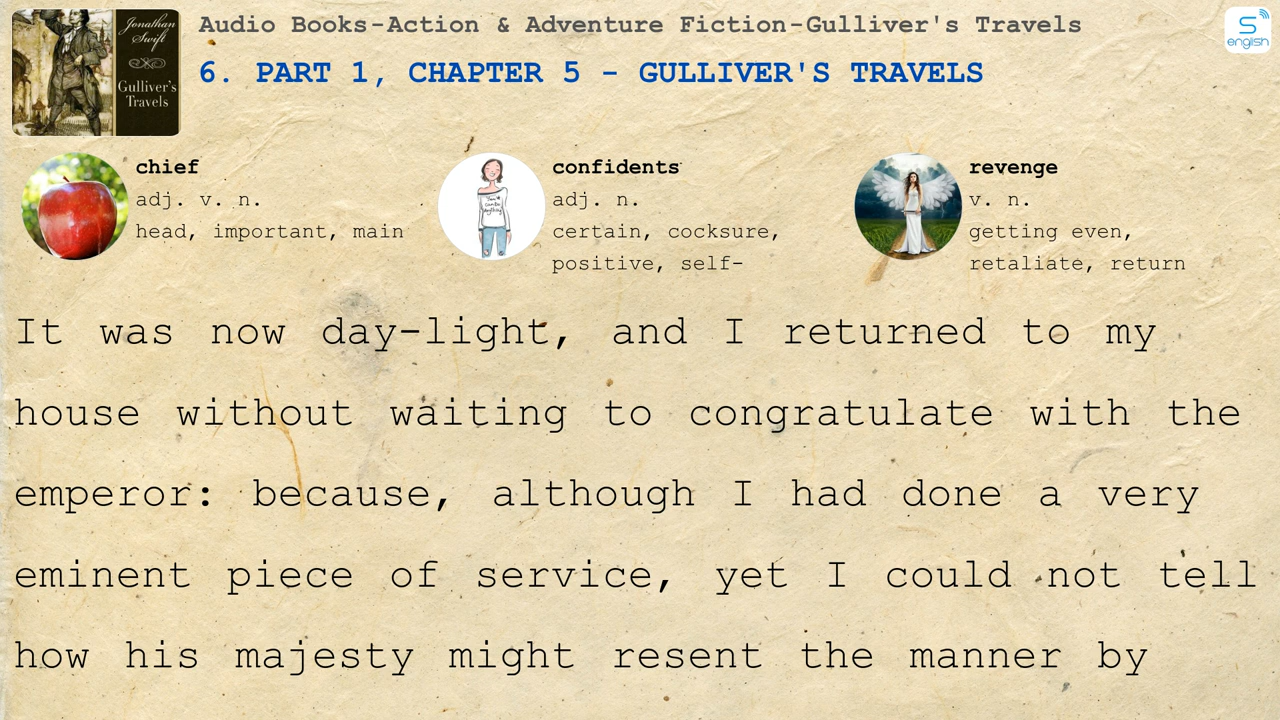 Jonathan
Swift
Gulliver's
Travels
Audio Books-Action & Adventure Fiction-Gulliver's Travels
6. PART 1, CHAPTER 5 - GULLIVER'S TRAVELS
S
english
chief
adj. v. n.
head, important, main
confidents
adj. n.
certain, cocksure,
positive, self-
revenge
v. n.
getting even,
retaliate, return
It was now day-light, and I returned to my
house without waiting to congratulate with the
emperor: because, although I had done a very
eminent piece of service, yet I could not tell
how his majesty might resent the manner by